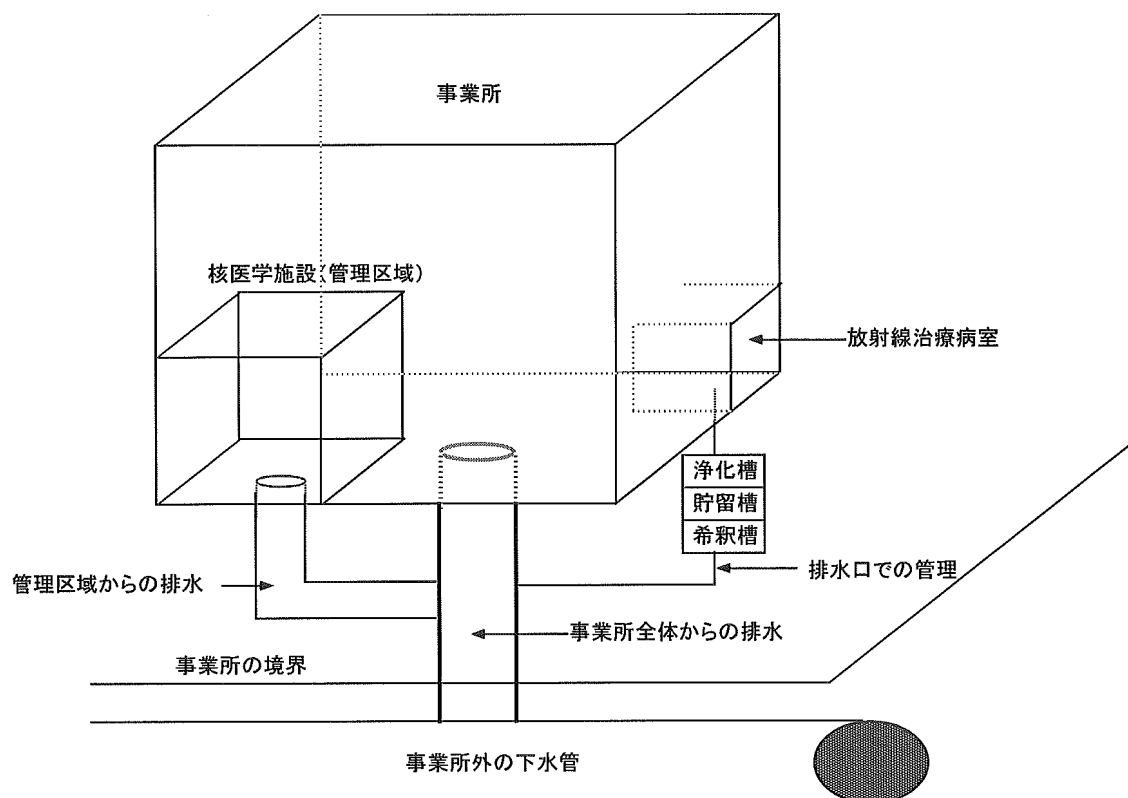 事業所
核医学施設(管理区域)
放射線治療病室
浄化槽
貯留槽
希釈槽
排水口での管理
管理区域からの排水
事業所全体からの排水
事業所の境界
事業所外の下水管